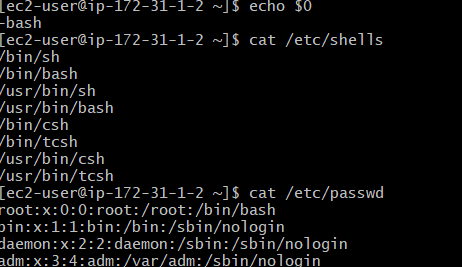 [ec2-user@ip-172-31-1-2 ~]$ echo $0
-bash
[ec2-user@ip-172-31-1-2 ~]$ cat /etc/shells
/bin/sh
/bin/bash
/usr/bin/sh
/usr/bin/bash
/bin/csh
/bin/tcsh
/usr/bin/csh
/usr/bin/tcsh
[ec2-user@ip-172-31-1-2 ~]$ cat /etc/passwd
root:x:0:0:root:/root:/bin/bash
bin:x:1:1:bin:/bin:/sbin/nologin
daemon:x:2:2:daemon:/sbin:/sbin/nologin
adm:x:3:4:adm:/var/adm:/sbin/nologin